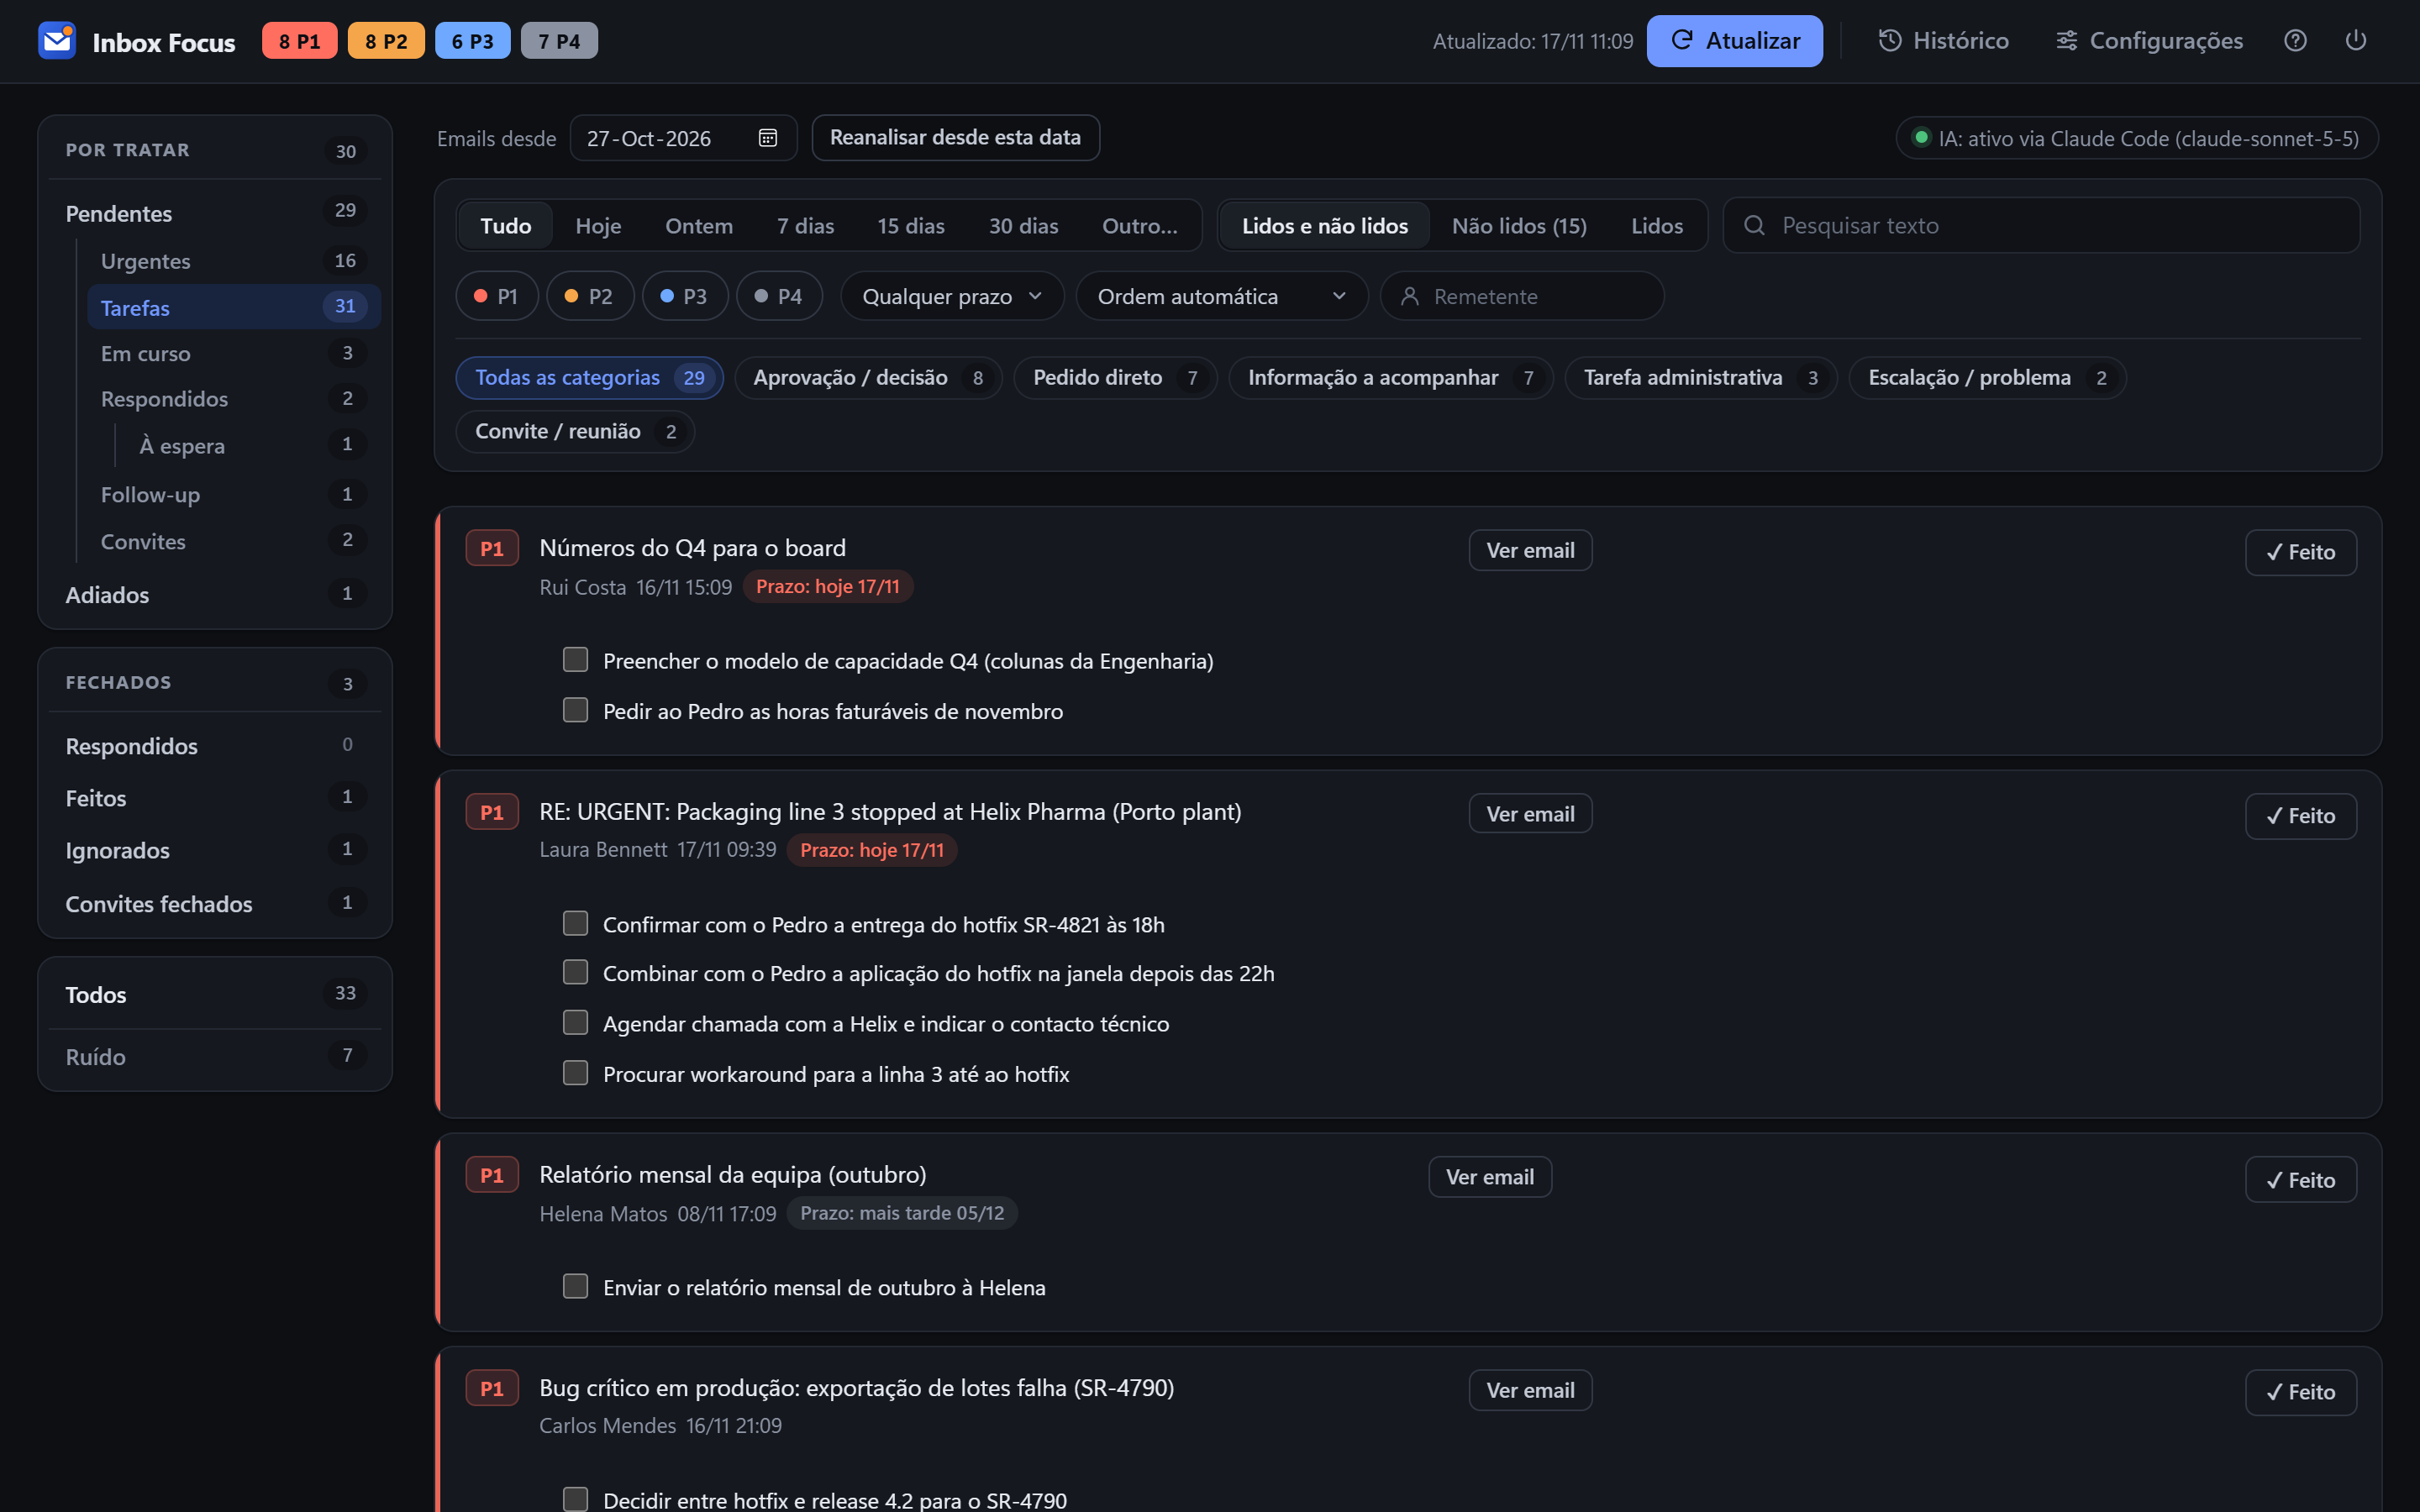 Inbox Focus 8 P1 8 P2 6 P3 7 P4 Atualizado: 17/11 11:09 Atualizar Histórico Configurações
POR TRATAR 30
Pendentes 29
Urgentes 16
Tarefas 31
Em curso 3
Respondidos 2
À espera 1
Follow-up 1
Convites 2
Adiados 1
FECHADOS 3
Respondidos 0
Feitos 1
Ignorados 1
Convites fechados 1
Todos 33
Ruído 7
Emails desde 27-Oct-2026 Reanalisar desde esta data IA: ativo via Claude Code (claude-sonnet-5-5)
Tudo Hoje Ontem 7 dias 15 dias 30 dias Outro... Lidos e não lidos Não lidos (15) Lidos Pesquisar texto
P1 P2 P3 P4 Qualquer prazo Ordem automática Remetente
Todas as categorias 29 Aprovação / decisão 8 Pedido direto 7 Informação a acompanhar 7 Tarefa administrativa 3 Escalação / problema 2
Convite / reunião 2
P1 Números do Q4 para o board Ver email ✓ Feito
Rui Costa 16/11 15:09 Prazo: hoje 17/11
Preencher o modelo de capacidade Q4 (colunas da Engenharia)
Pedir ao Pedro as horas faturáveis de novembro
P1 RE: URGENT: Packaging line 3 stopped at Helix Pharma (Porto plant) Ver email ✓ Feito
Laura Bennett 17/11 09:39 Prazo: hoje 17/11
Confirmar com o Pedro a entrega do hotfix SR-4821 às 18h
Combinar com o Pedro a aplicação do hotfix na janela depois das 22h
Agendar chamada com a Helix e indicar o contacto técnico
Procurar workaround para a linha 3 até ao hotfix
P1 Relatório mensal da equipa (outubro) Ver email ✓ Feito
Helena Matos 08/11 17:09 Prazo: mais tarde 05/12
Enviar o relatório mensal de outubro à Helena
P1 Bug crítico em produção: exportação de lotes falha (SR-4790) Ver email ✓ Feito
Carlos Mendes 16/11 21:09
Decidir entre hotfix e release 4.2 para o SR-4790